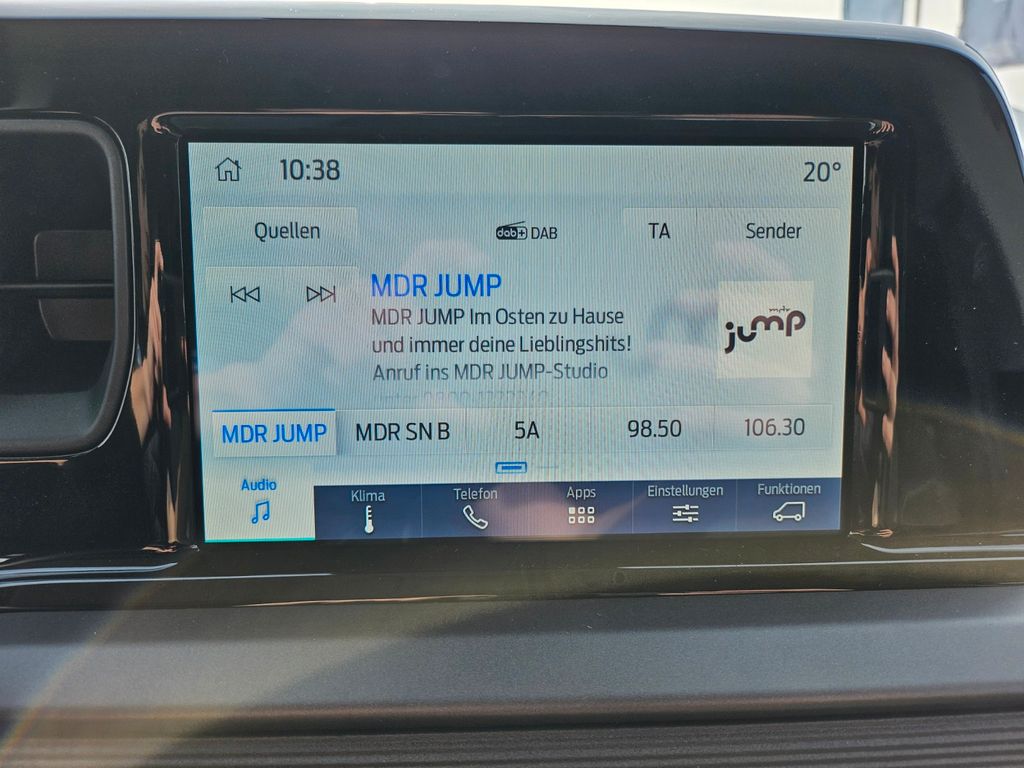 10:38
20°
Quellen
dab+ DAB
TA
Sender
MDR JUMP
MDR JUMP Im Osten zu Hause
und immer deine Lieblingshits!
Anruf ins MDR JUMP-Studio
mdr
jump
MDR JUMP
MDR SN B
5A
98.50
106.30
Audio
Klima
Telefon
Apps
Einstellungen
Funktionen